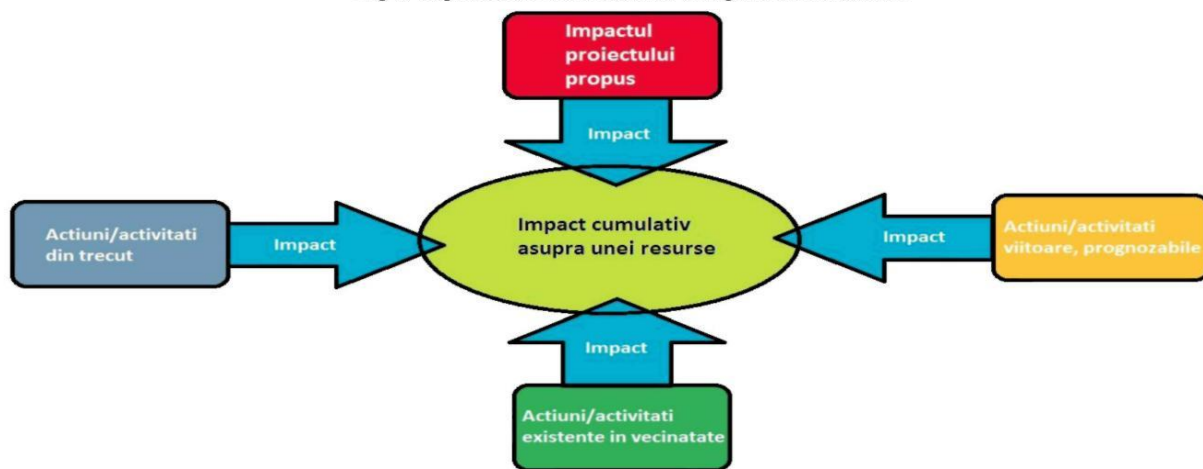 Impactul
proiectului
propus
Impact
Actiuni/activitati
din trecut
Impact
Impact cumulativ
asupra unei resurse
Impact
Actiuni/activitati
viitoare, prognozabile
Impact
Actiuni/activitati
existente in vecinatate